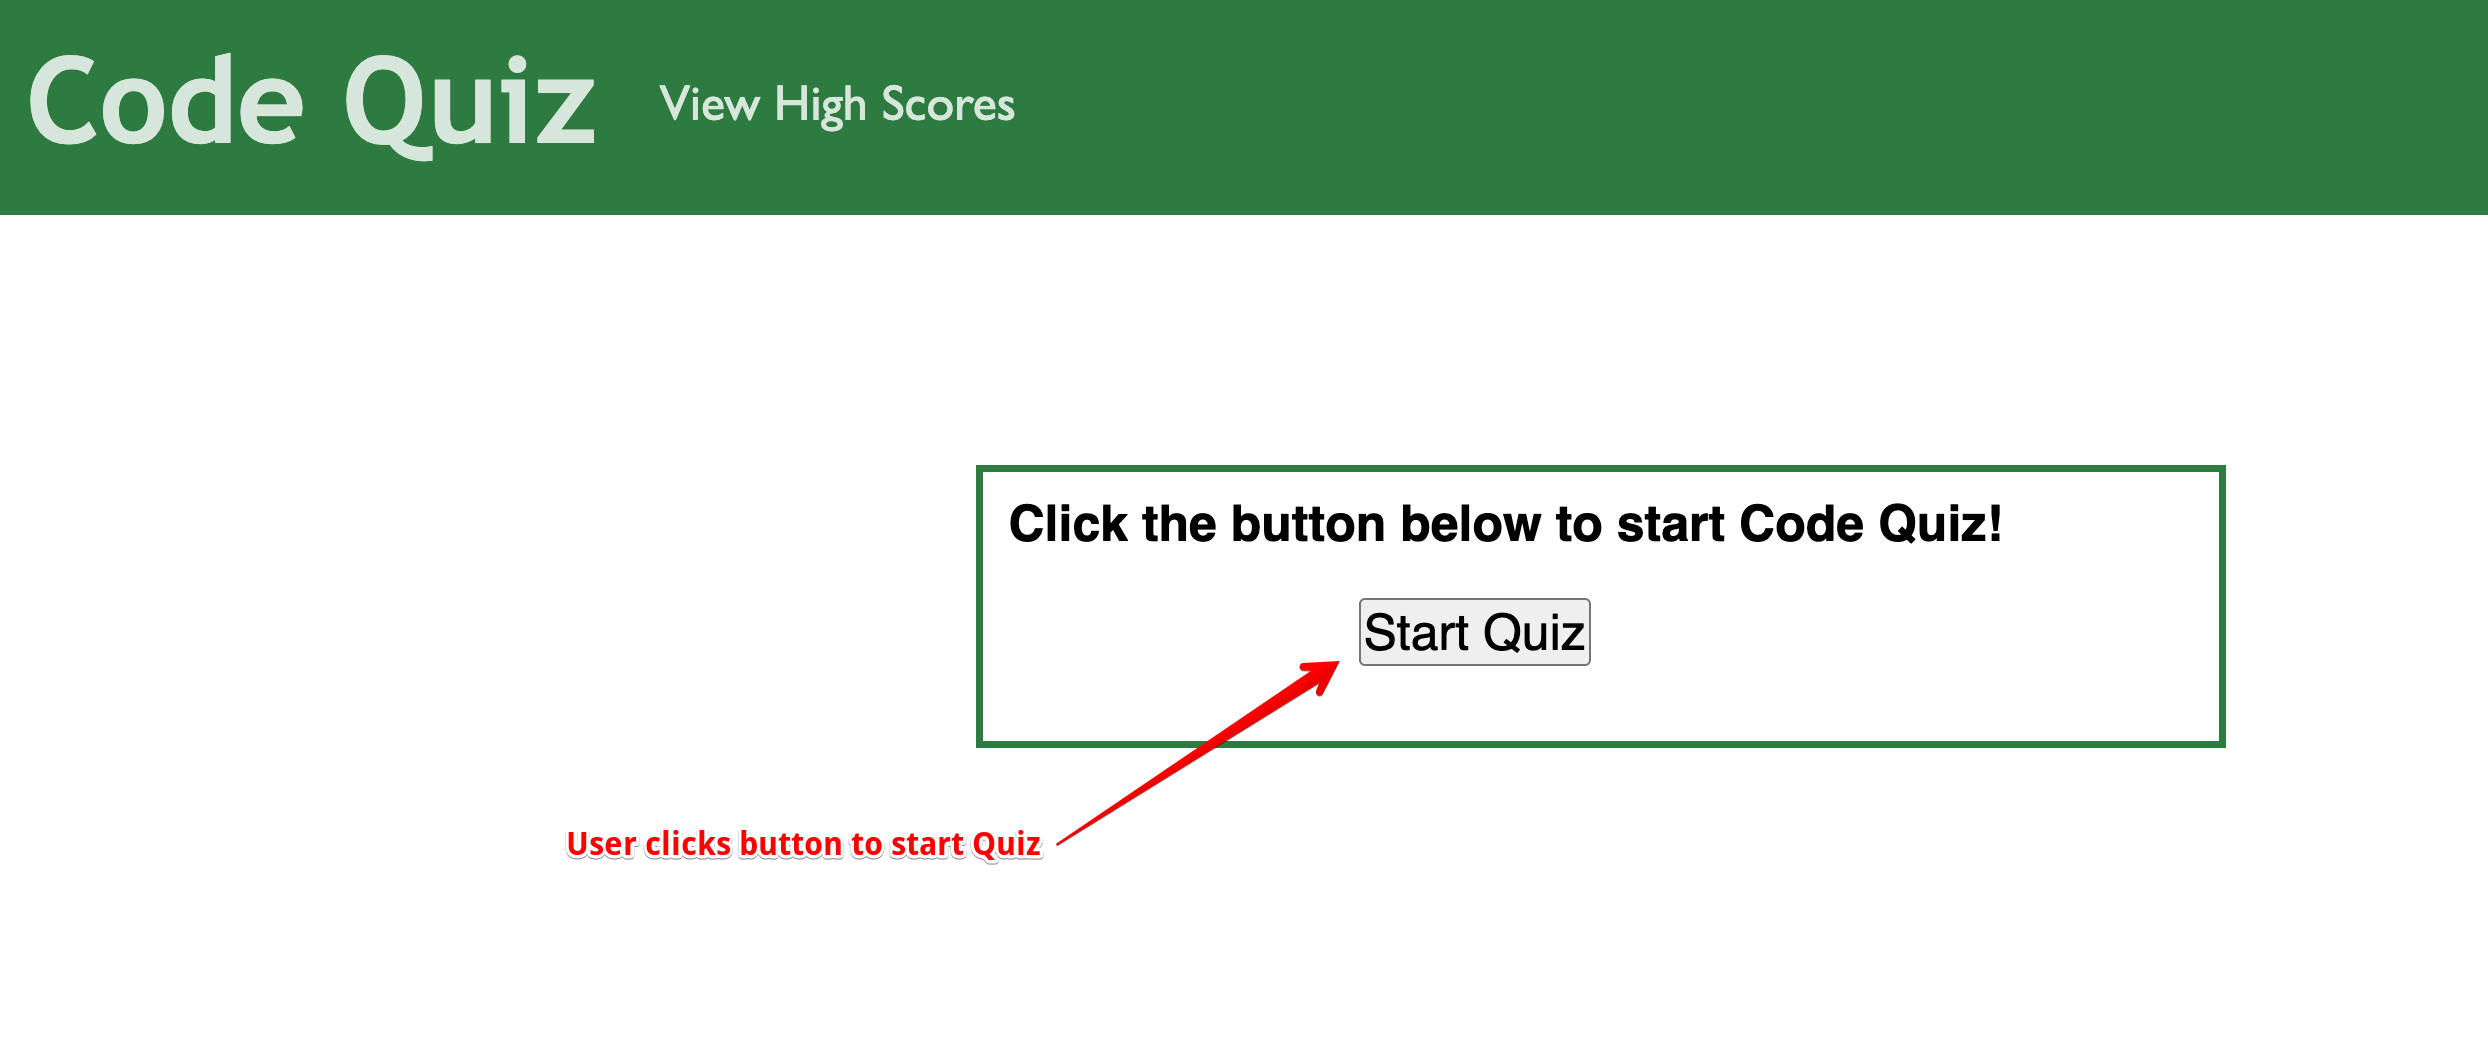 Code Quiz
View High Scores
Click the button below to start Code Quiz!
Start Quiz
User clicks button to start Quiz